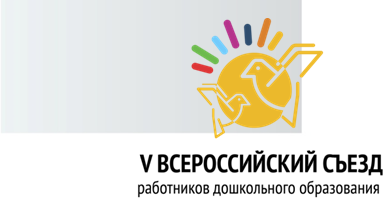 V ВСЕРОССИЙСКИЙ СЪЕЗД
работников дошкольного образования